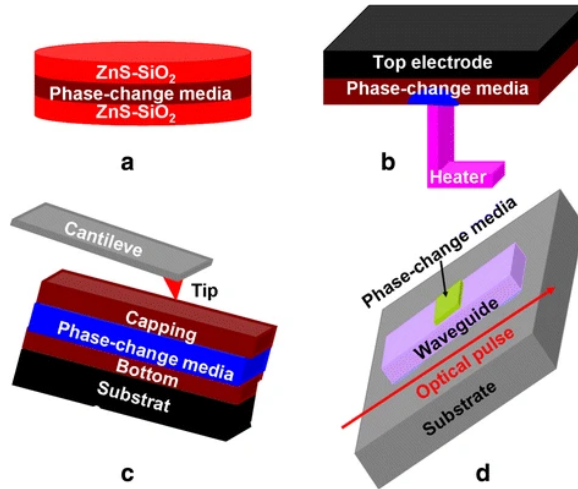 ZnS-SiO₂
Phase-change media
ZnS-SiO₂
a
Top electrode
Phase-change media
Heater
b
Cantileve
Tip
Capping
Phase-change media
Bottom
Substrat
c
Phase-change media
Waveguide
Optical pulse
Substrate
d